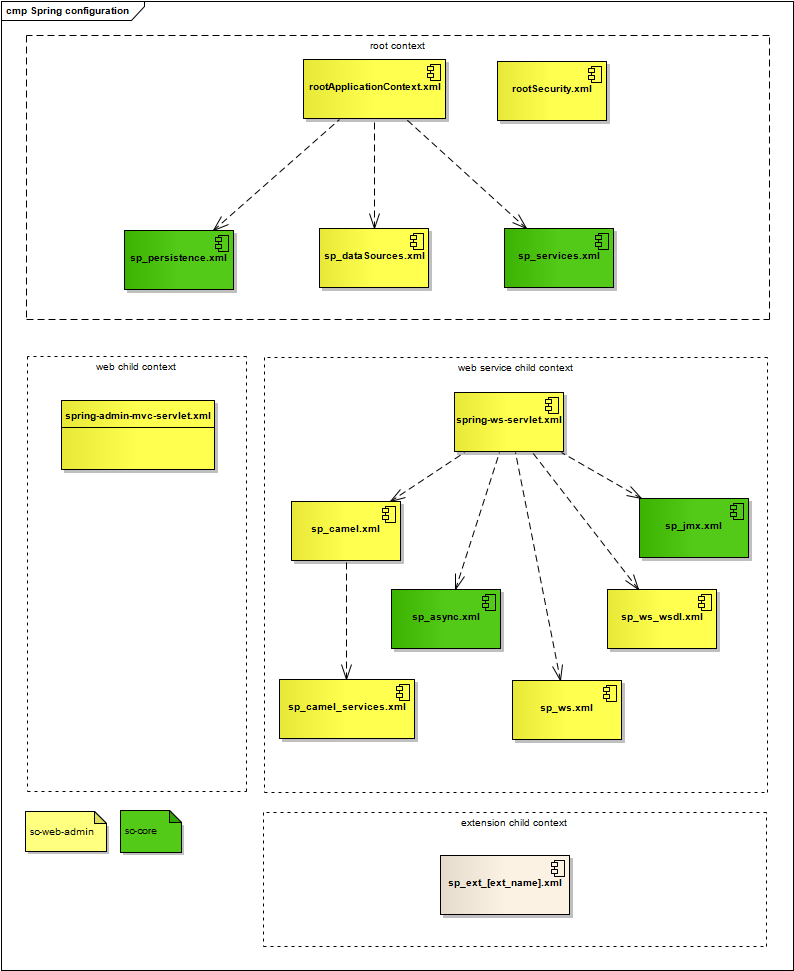 cmp Spring configuration
root context
rootApplicationContext.xml
rootSecurity.xml
sp_persistence.xml
sp_dataSources.xml
sp_services.xml
web child context
web service child context
spring-admin-mvc-servlet.xml
spring-ws-servlet.xml
sp_camel.xml
sp_jmx.xml
sp_async.xml
sp_ws_wsdl.xml
sp_camel_services.xml
sp_ws.xml
sc-web-admin
sc-core
extension child context
sp_ext_[ext_name].xml